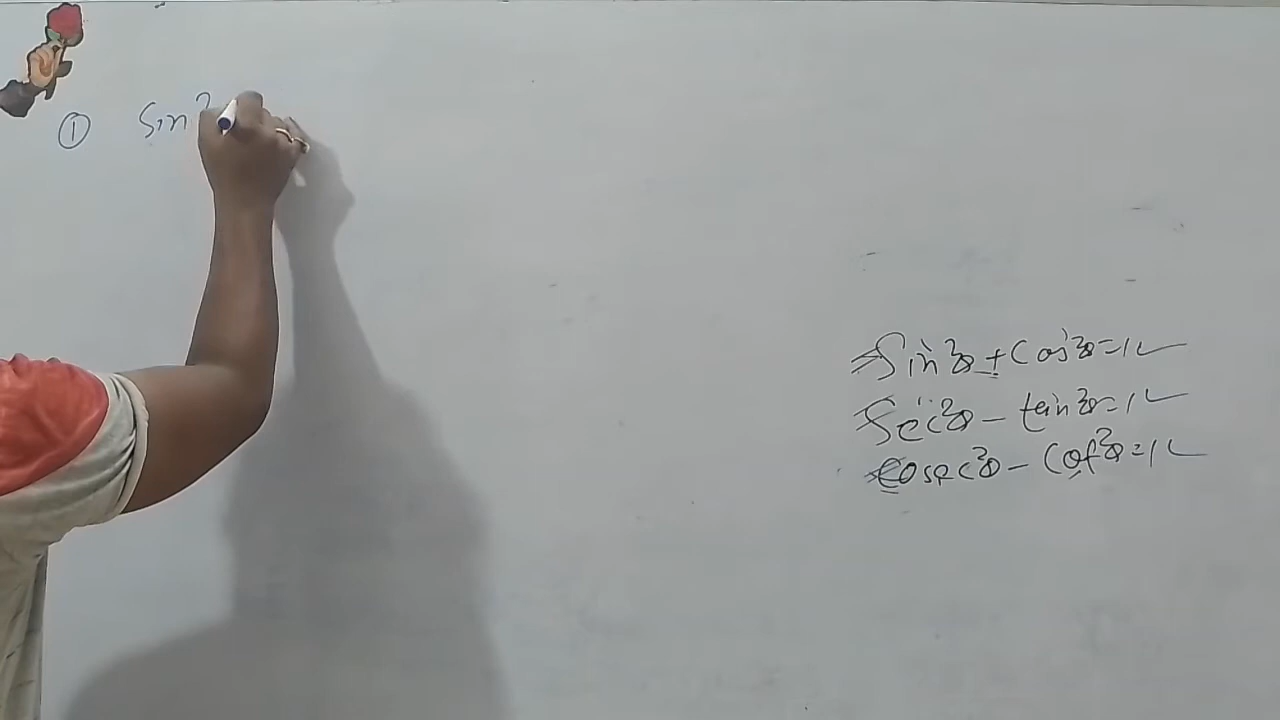 ① Sin²
Sin²θ + Cos²θ = 1
Sec²θ - tan²θ = 1
Cosec²θ - Cot²θ = 1